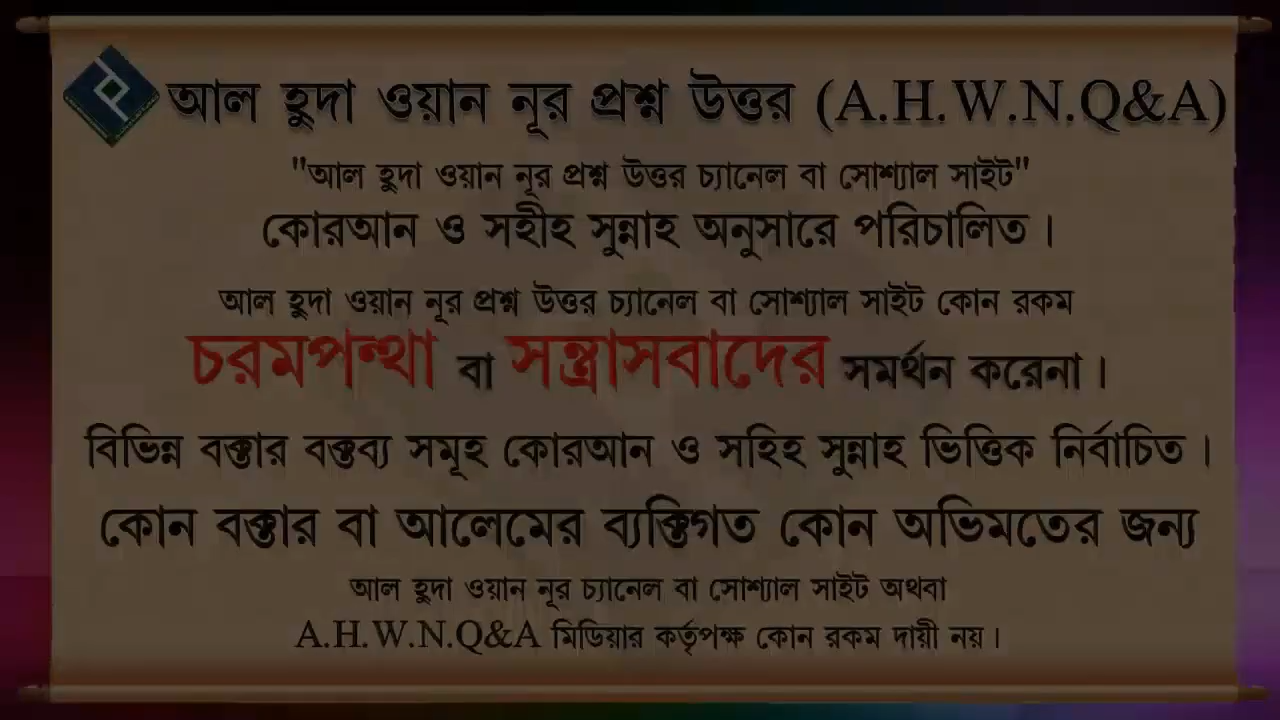 আল হুদা ওয়ান নূর প্রশ্ন উত্তর (A.H.W.N.Q&A)
"আল হুদা ওয়ান নূর প্রশ্ন উত্তর চ্যানেল বা সোশ্যাল সাইট"
কোরআন ও সহীহ সুন্নাহ অনুসারে পরিচালিত।
আল হুদা ওয়ান নূর প্রশ্ন উত্তর চ্যানেল বা সোশ্যাল সাইট কোন রকম
চরমপন্থা বা সন্ত্রাসবাদের সমর্থন করেনা।
বিভিন্ন বক্তার বক্তব্য সমূহ কোরআন ও সহিহ সুন্নাহ ভিত্তিক নির্বাচিত।
কোন বক্তার বা আলেমের ব্যক্তিগত কোন অভিমতের জন্য
আল হুদা ওয়ান নূর চ্যানেল বা সোশ্যাল সাইট অথবা
A.H.W.N.Q&A মিডিয়ার কর্তৃপক্ষ কোন রকম দায়ী নয়।